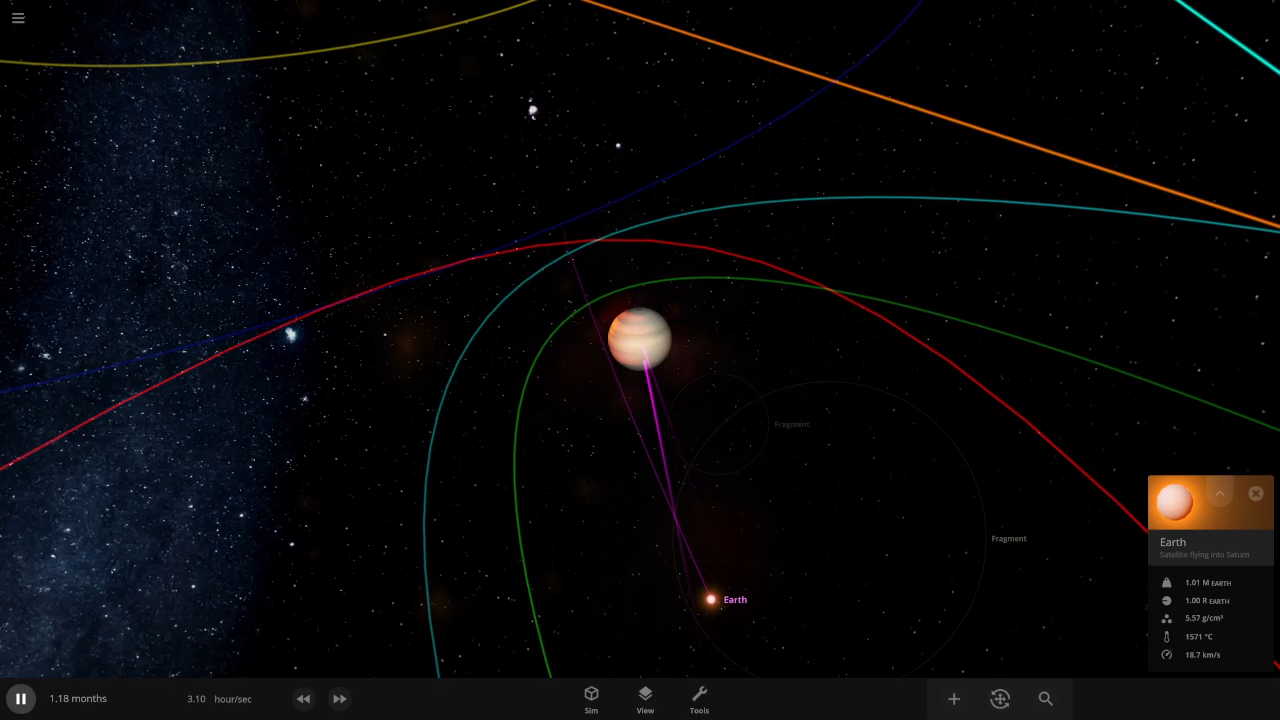 Fragment
Fragment
Earth
Earth
Satellite flying into Saturn
1.01 M EARTH
1.00 R EARTH
5.57 g/cm³
1571 °C
18.7 km/s
1.18 months
3.10 hour/sec
Sim
View
Tools